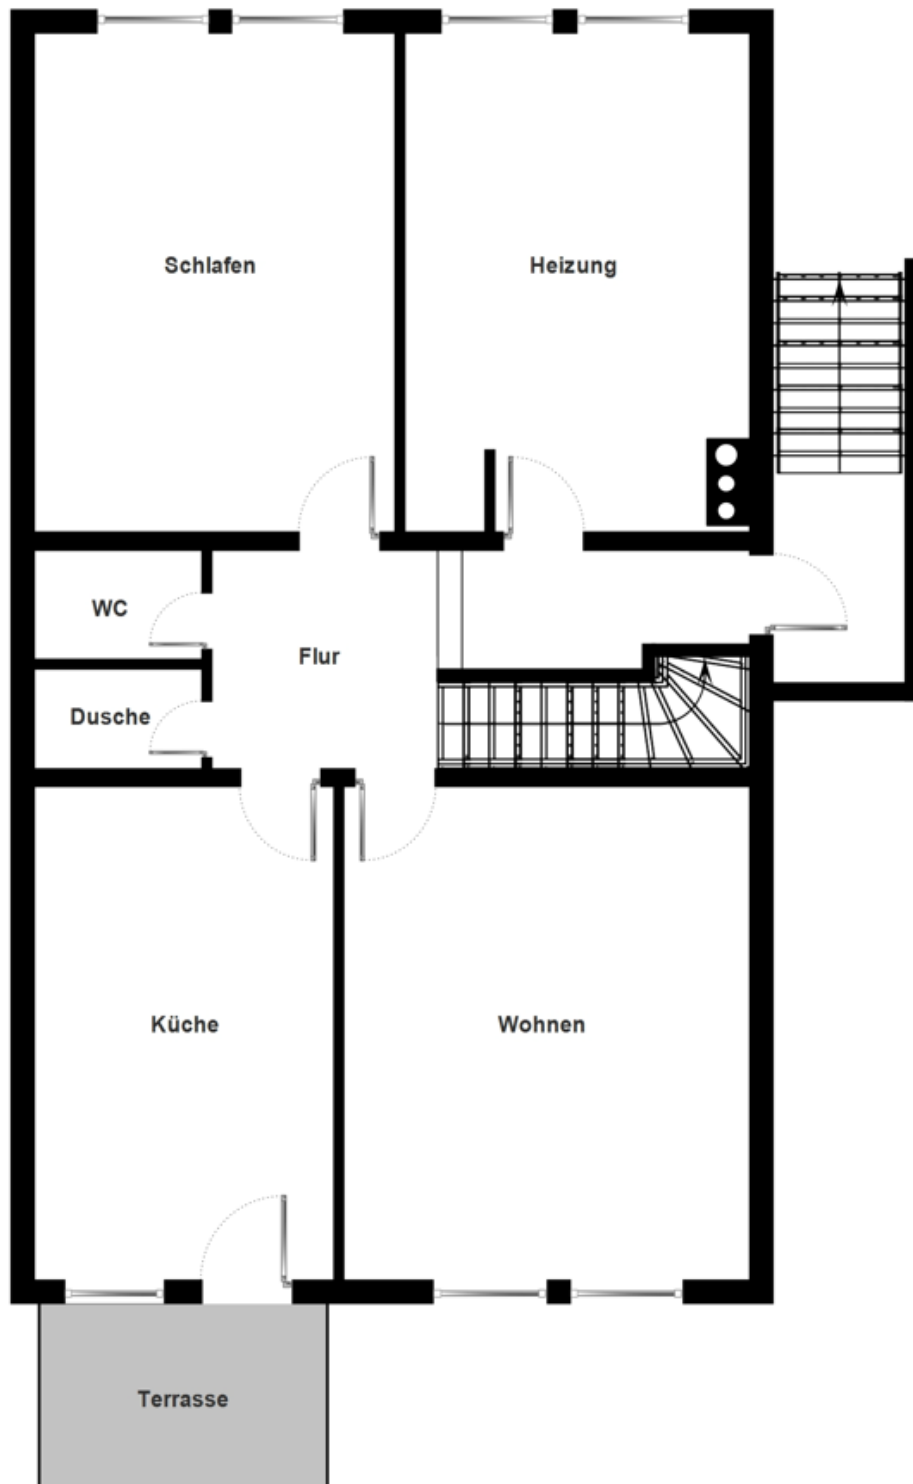 Schlafen
Heizung
WC
Flur
Dusche
Küche
Wohnen
Terrasse